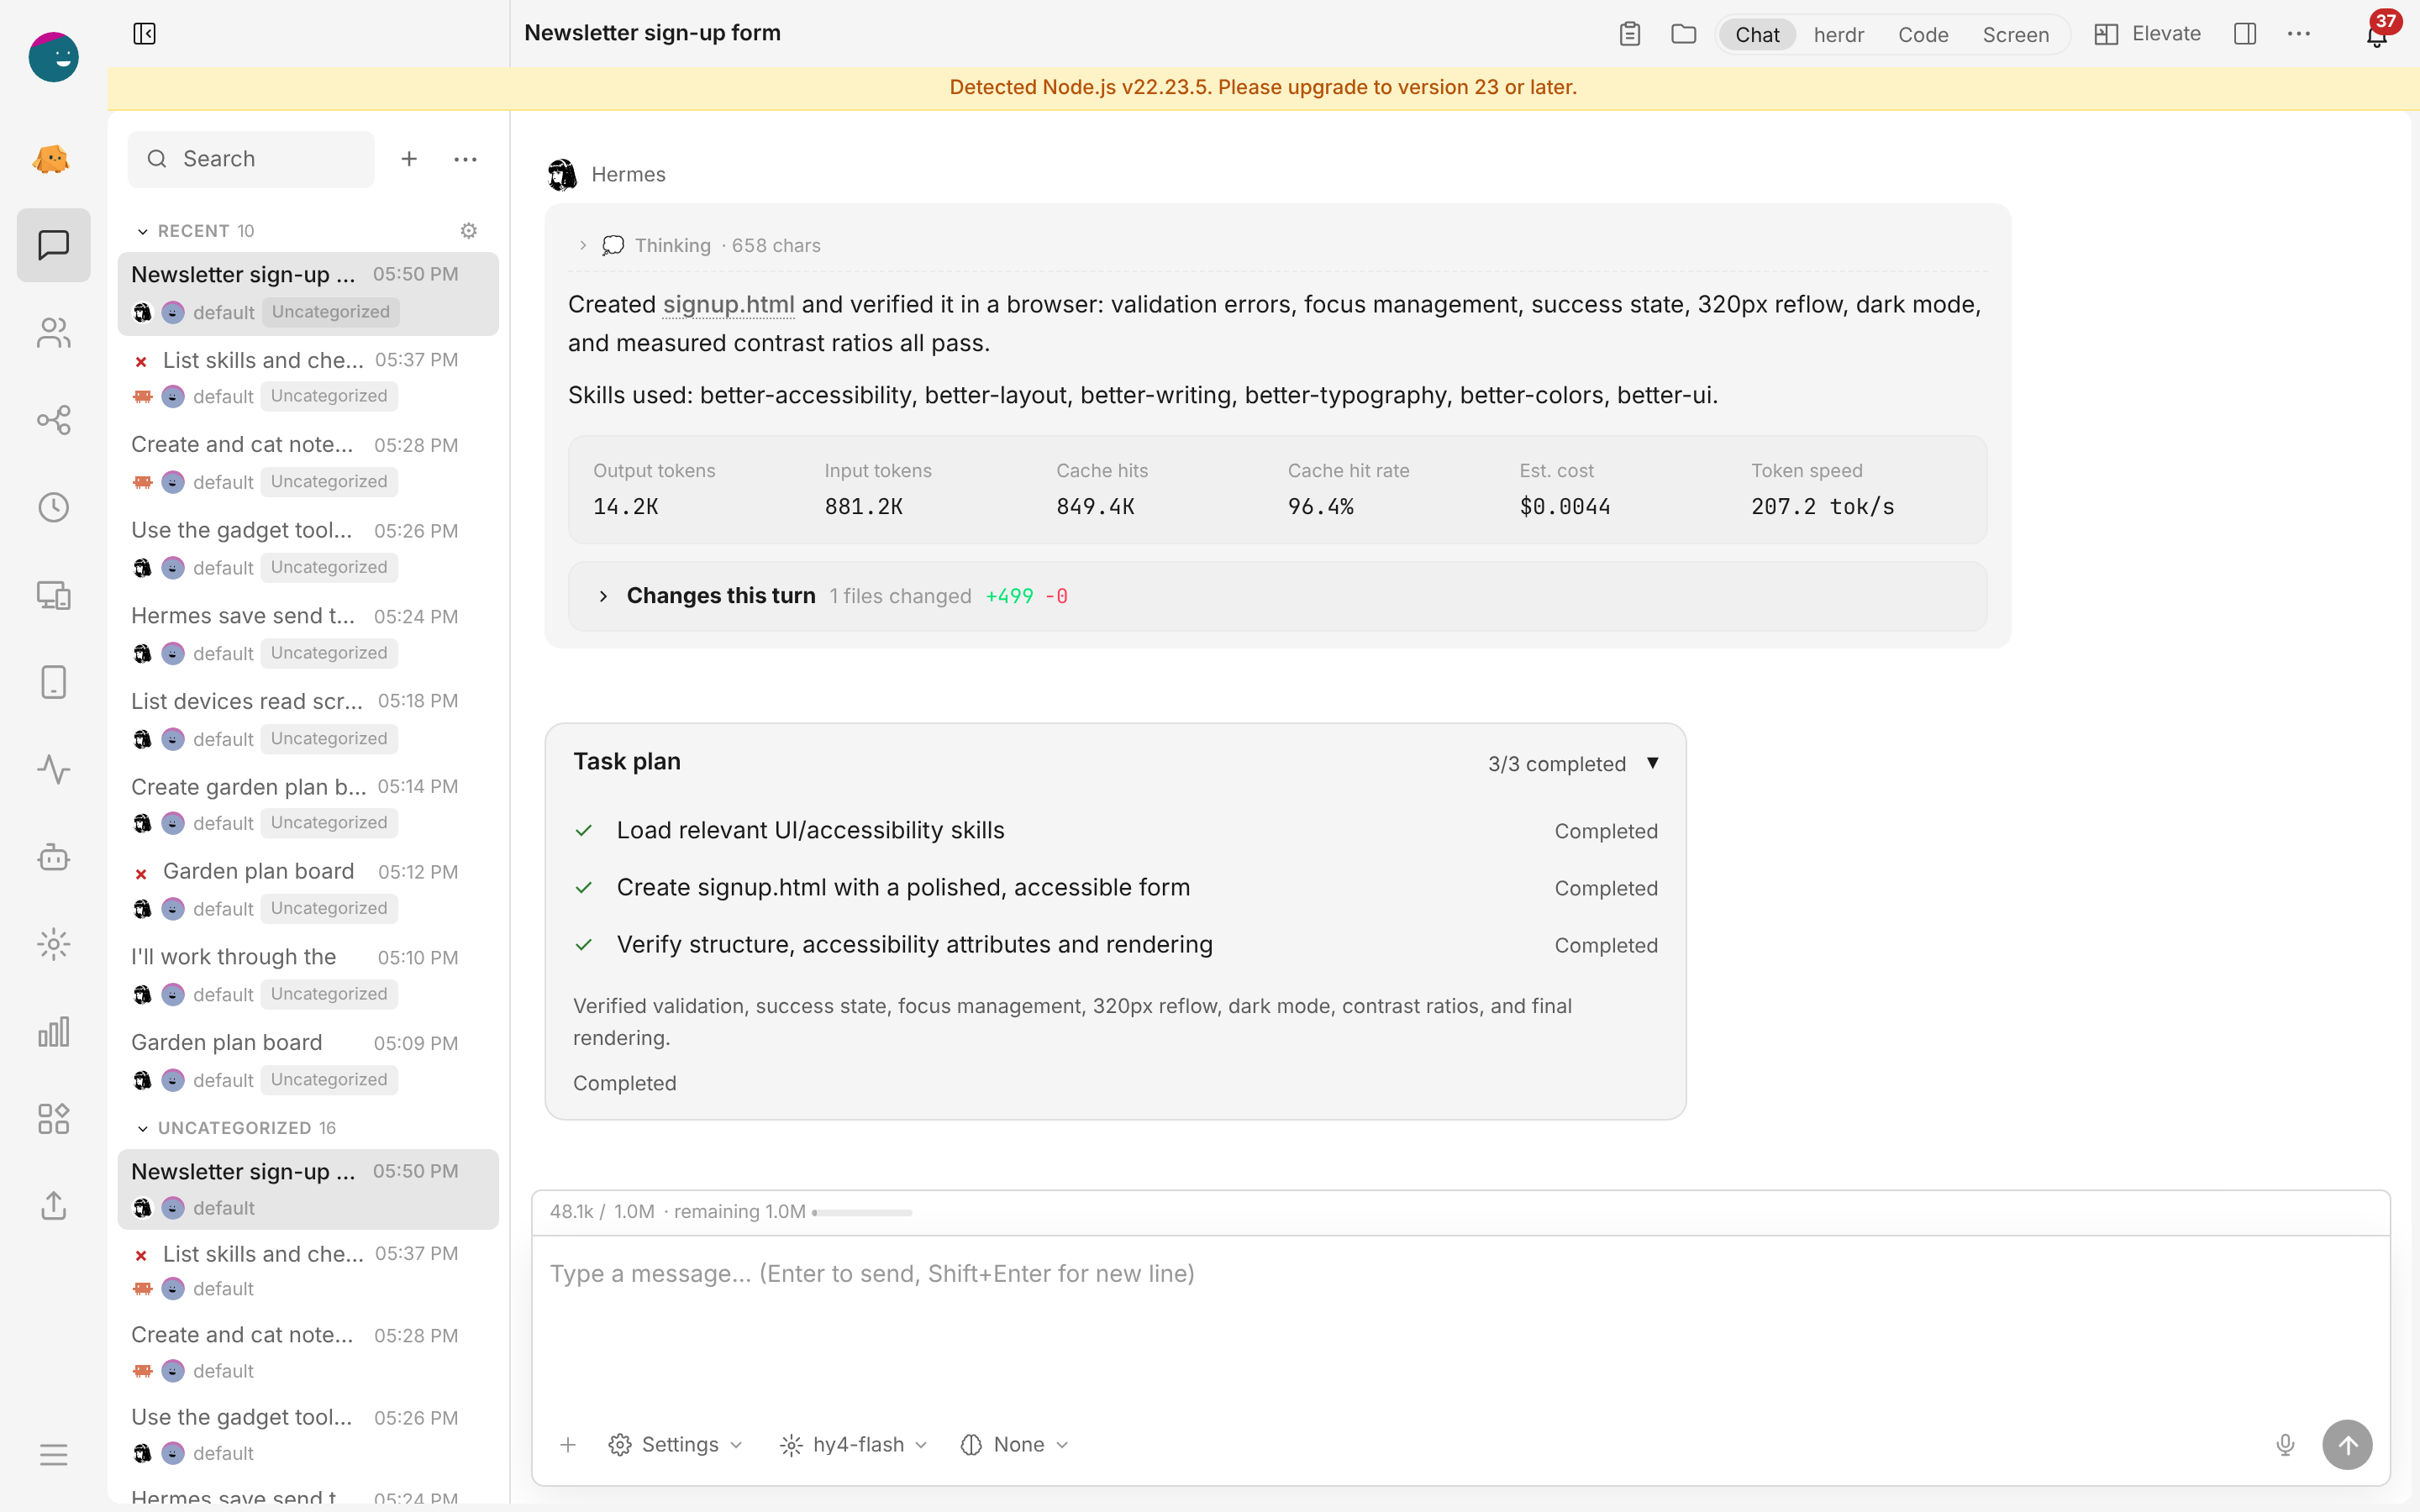 Newsletter sign-up form
Chat
herdr
Code
Screen
Elevate
37
Detected Node.js v22.23.5. Please upgrade to version 23 or later.
Search
RECENT 10
Newsletter sign-up ... 05:50 PM
default Uncategorized
× List skills and che... 05:37 PM
default Uncategorized
Create and cat note... 05:28 PM
default Uncategorized
Use the gadget tool... 05:26 PM
default Uncategorized
Hermes save send t... 05:24 PM
default Uncategorized
List devices read scr... 05:18 PM
default Uncategorized
Create garden plan b... 05:14 PM
default Uncategorized
× Garden plan board 05:12 PM
default Uncategorized
I'll work through the 05:10 PM
default Uncategorized
Garden plan board 05:09 PM
default Uncategorized
UNCATEGORIZED 16
Newsletter sign-up ... 05:50 PM
default
× List skills and che... 05:37 PM
default
Create and cat note... 05:28 PM
default
Use the gadget tool... 05:26 PM
default
Hermes save send t... 05:24 PM
Hermes
Thinking · 658 chars
Created signup.html and verified it in a browser: validation errors, focus management, success state, 320px reflow, dark mode,
and measured contrast ratios all pass.
Skills used: better-accessibility, better-layout, better-writing, better-typography, better-colors, better-ui.
Output tokens Input tokens Cache hits Cache hit rate Est. cost Token speed
14.2K 881.2K 849.4K 96.4% $0.0044 207.2 tok/s
Changes this turn 1 files changed +499 -0
Task plan 3/3 completed ▼
Load relevant UI/accessibility skills Completed
Create signup.html with a polished, accessible form Completed
Verify structure, accessibility attributes and rendering Completed
Verified validation, success state, focus management, 320px reflow, dark mode, contrast ratios, and final
rendering.
Completed
48.1k / 1.0M · remaining 1.0M
Type a message... (Enter to send, Shift+Enter for new line)
Settings hy4-flash None